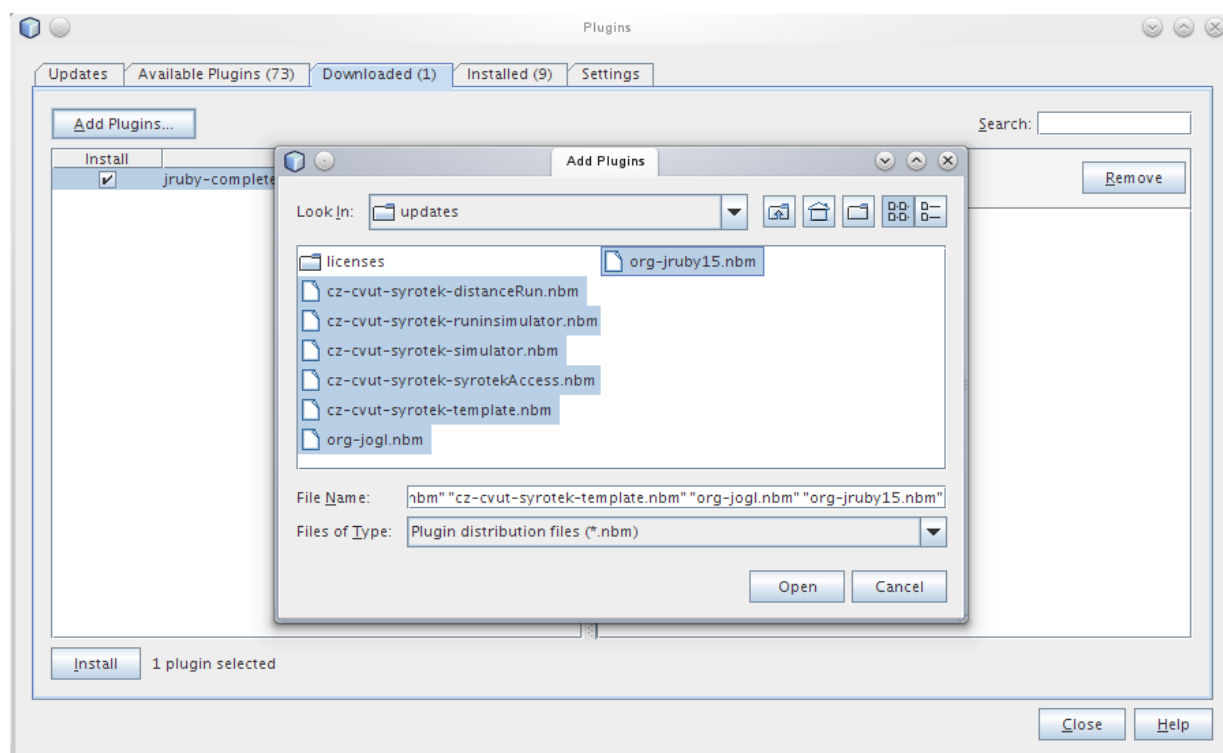 Plugins
Updates Available Plugins (73) Downloaded (1) Installed (9) Settings
Add Plugins... Search:
Install
jruby-complete
Remove
Add Plugins
Look In: updates
licenses
cz-cvut-syrotek-distanceRun.nbm
cz-cvut-syrotek-runinsimulator.nbm
cz-cvut-syrotek-simulator.nbm
cz-cvut-syrotek-syrotekAccess.nbm
cz-cvut-syrotek-template.nbm
org-jogl.nbm
org-jruby15.nbm
File Name: nbm" "cz-cvut-syrotek-template.nbm" "org-jogl.nbm" "org-jruby15.nbm"
Files of Type: Plugin distribution files (*.nbm)
Open Cancel
Install 1 plugin selected
Close Help